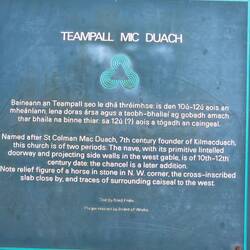 TEAMPALL MIC DUACH
Baineann an Teampall seo le dhá thréimhse: is den 10ú-12ú aois an
mheánlann, lena doras ársa agus a taobh-bhallaí ag gobadh amach
thar an mbinn thiar; sa 12ú (?) aois a tógadh an caingeal.
Named after St Colman Mac Duach, 7th century founder of Kilmacduach,
this church is of two periods. The nave, with its primitive lintelled
doorway and projecting side walls in the west gable, is of 10th-12th
century date; the chancel is a later addition.
Note relief figure of a horse in stone in N.W. corner, the cross-inscribed
slab close by, and traces of surrounding caiseal to the west.